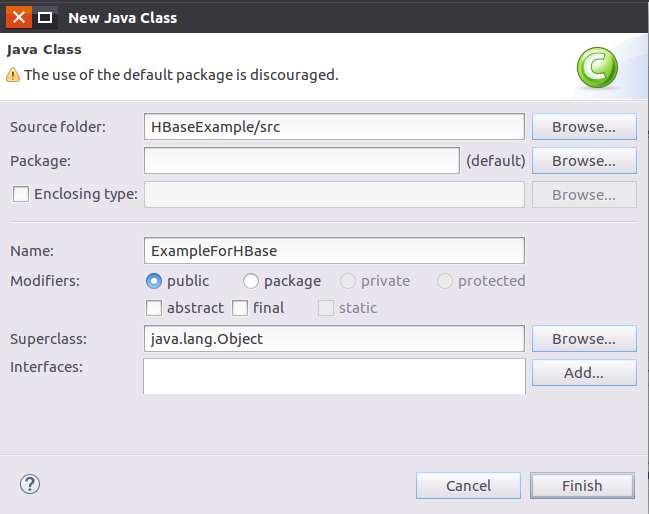 New Java Class
Java Class
The use of the default package is discouraged.
Source folder: HBaseExample/src Browse...
Package: (default) Browse...
Enclosing type: Browse...
Name: ExampleForHBase
Modifiers: public package private protected
abstract final static
Superclass: java.lang.Object Browse...
Interfaces: Add...
? Cancel Finish